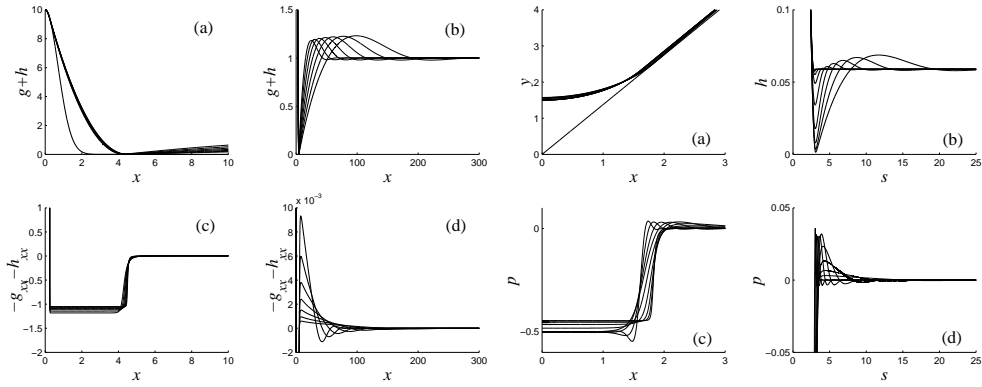 10
8
6
4
2
0
g+h
(a)
0 2 4 6 8 10
x
1.5
1
0.5
0
g+h
(b)
0 100 200 300
x
4
3
2
1
0
y
(a)
0 1 2 3
x
0.1
0.05
0
h
(b)
0 5 10 15 20 25
s
1
0.5
0
−0.5
−1
−1.5
−2
−g_xx−h_xx
(c)
0 2 4 6 8 10
x
x 10^−3
10
8
6
4
2
0
−2
−g_xx−h_xx
(d)
0 100 200 300
x
0
−0.5
p
(c)
0 1 2 3
x
0.05
0
−0.05
p
(d)
0 5 10 15 20 25
s